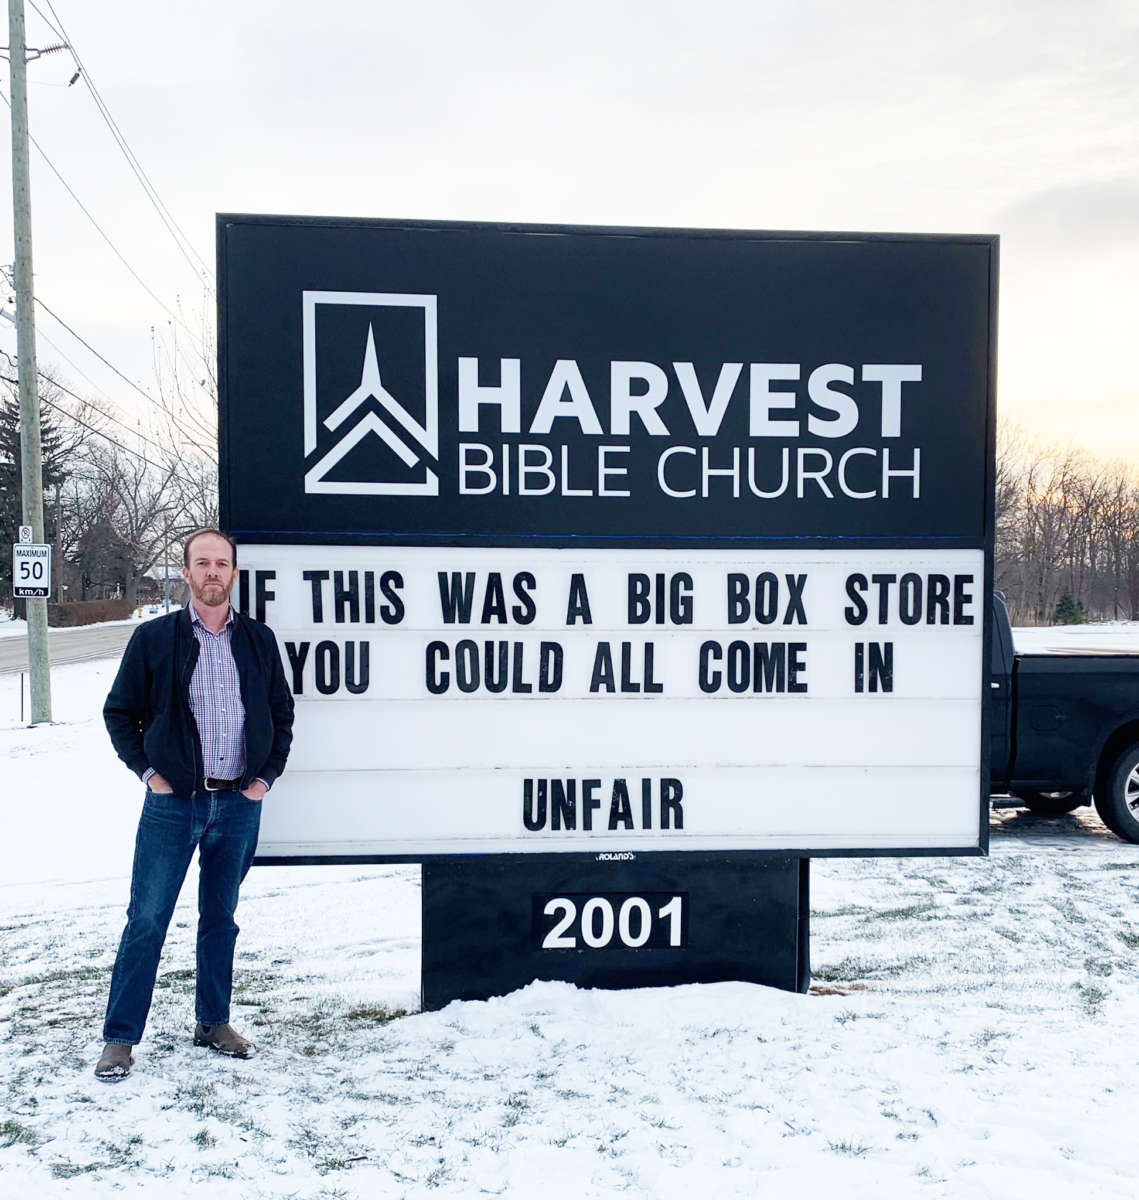 HARVEST
BIBLE CHURCH
IF THIS WAS A BIG BOX STORE
YOU COULD ALL COME IN
UNFAIR
ROLAND'S
2001
MAXIMUM
50
km/h